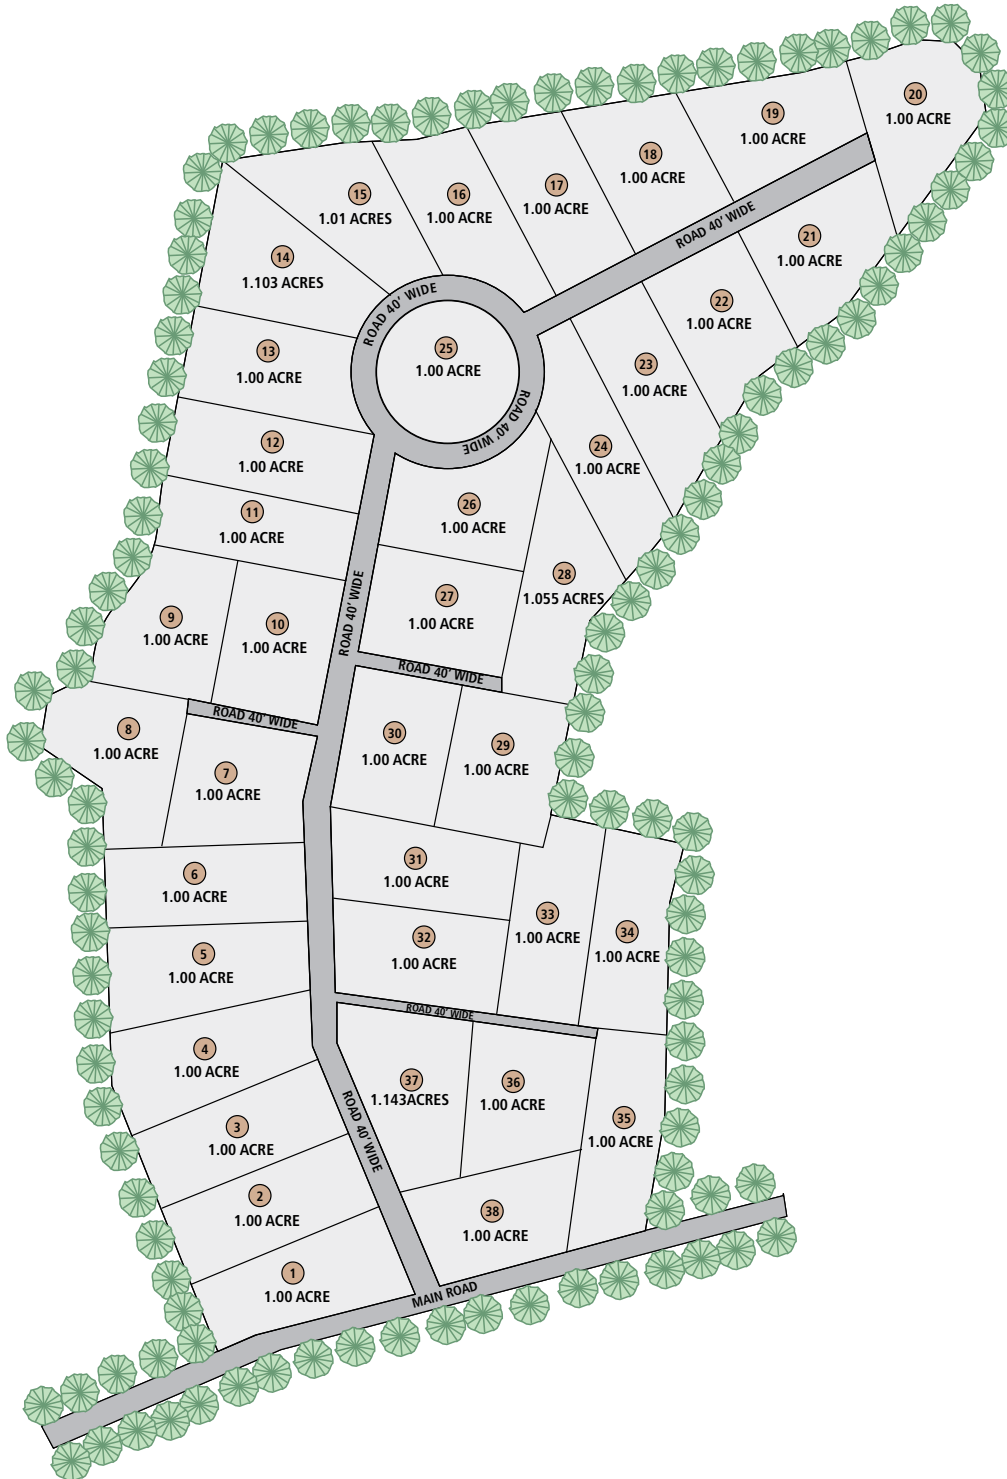 20
1.00 ACRE
19
1.00 ACRE
18
1.00 ACRE
17
1.00 ACRE
16
1.00 ACRE
15
1.01 ACRES
14
1.103 ACRES
ROAD 40' WIDE
21
1.00 ACRE
22
1.00 ACRE
23
1.00 ACRE
24
1.00 ACRE
ROAD 40' WIDE
25
1.00 ACRE
ROAD 40' WIDE
13
1.00 ACRE
12
1.00 ACRE
11
1.00 ACRE
26
1.00 ACRE
27
1.00 ACRE
28
1.055 ACRES
ROAD 40' WIDE
9
1.00 ACRE
10
1.00 ACRE
ROAD 40' WIDE
ROAD 40' WIDE
8
1.00 ACRE
7
1.00 ACRE
30
1.00 ACRE
29
1.00 ACRE
6
1.00 ACRE
31
1.00 ACRE
32
1.00 ACRE
33
1.00 ACRE
34
1.00 ACRE
5
1.00 ACRE
ROAD 40' WIDE
4
1.00 ACRE
37
1.143ACRES
36
1.00 ACRE
35
1.00 ACRE
ROAD 40' WIDE
3
1.00 ACRE
2
1.00 ACRE
38
1.00 ACRE
1
1.00 ACRE
MAIN ROAD